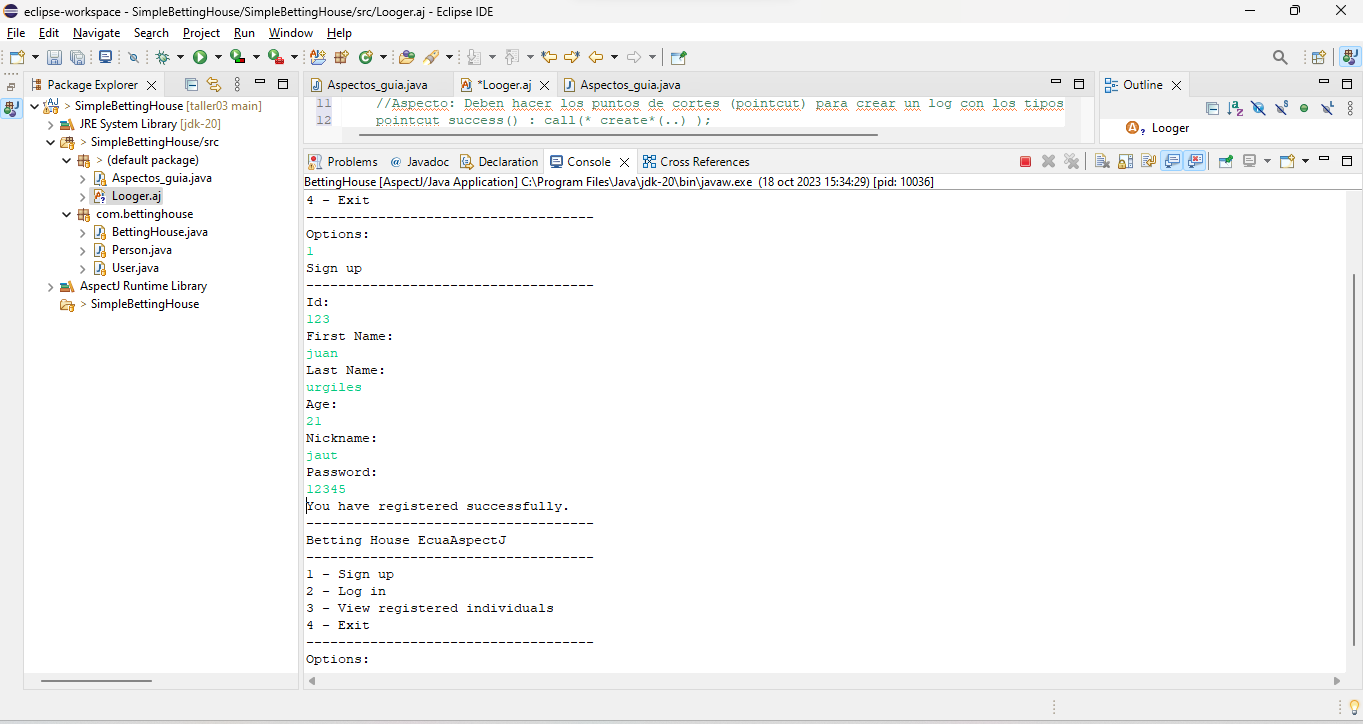 eclipse-workspace - SimpleBettingHouse/SimpleBettingHouse/src/Looger.aj - Eclipse IDE
File Edit Navigate Search Project Run Window Help
Package Explorer
> SimpleBettingHouse [taller03 main]
JRE System Library [jdk-20]
> SimpleBettingHouse/src
> (default package)
Aspectos_guia.java
Looger.aj
com.bettinghouse
BettingHouse.java
Person.java
User.java
AspectJ Runtime Library
> SimpleBettingHouse
Aspectos_guia.java *Looger.aj Aspectos_guia.java
11 //Aspecto: Deben hacer los puntos de cortes (pointcut) para crear un log con los tipos
12 pointcut success() : call(* create*(..) );
Outline
Looger
Problems Javadoc Declaration Console Cross References
BettingHouse [AspectJ/Java Application] C:\Program Files\Java\jdk-20\bin\javaw.exe (18 oct 2023 15:34:29) [pid: 10036]
4 - Exit
------------------------------------
Options:
1
Sign up
------------------------------------
Id:
123
First Name:
juan
Last Name:
urgiles
Age:
21
Nickname:
jaut
Password:
12345
You have registered successfully.
------------------------------------
Betting House EcuaAspectJ
------------------------------------
1 - Sign up
2 - Log in
3 - View registered individuals
4 - Exit
------------------------------------
Options: